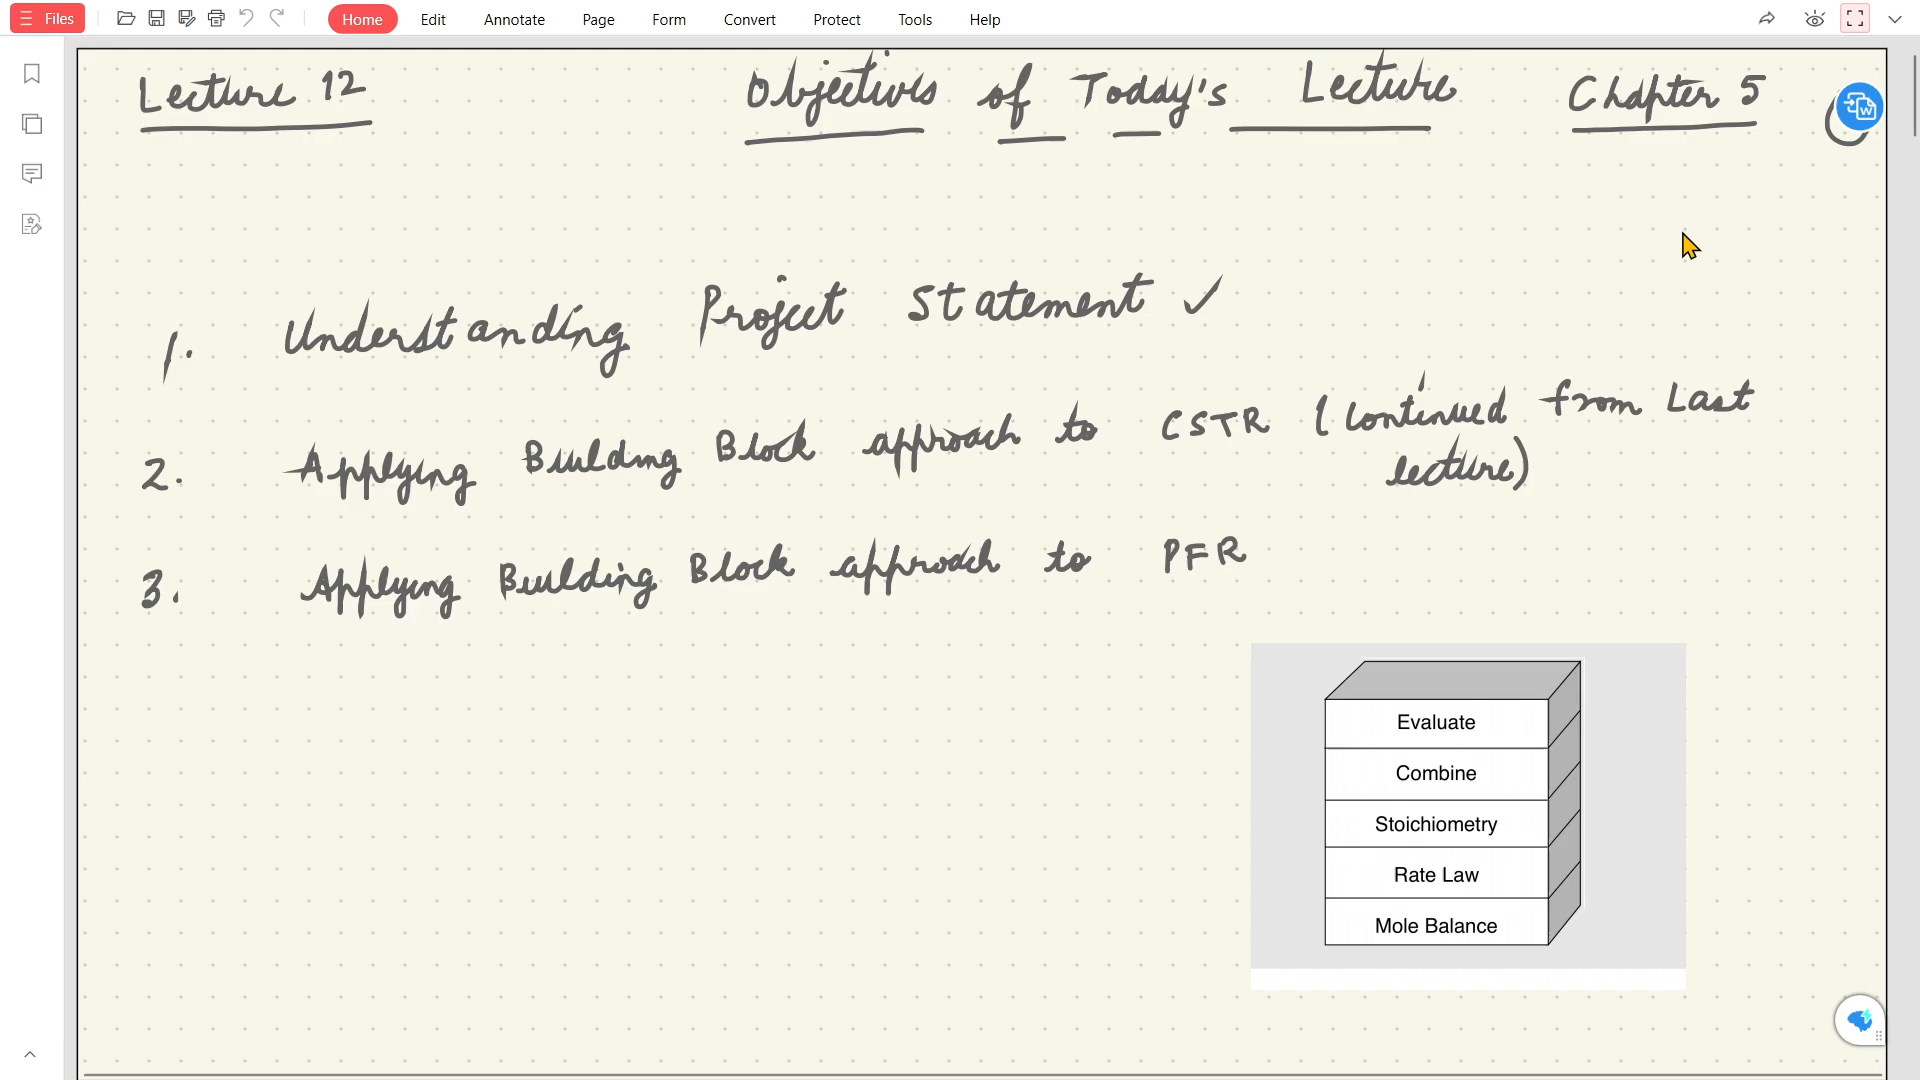 Files Home Edit Annotate Page Form Convert Protect Tools Help
Lecture 12 Objectives of Today's Lecture Chapter 5
1. Understanding Project Statement ✓
2. Applying Building Block approach to CSTR (Continued from Last
lecture)
3. Applying Building Block approach to PFR
Evaluate
Combine
Stoichiometry
Rate Law
Mole Balance